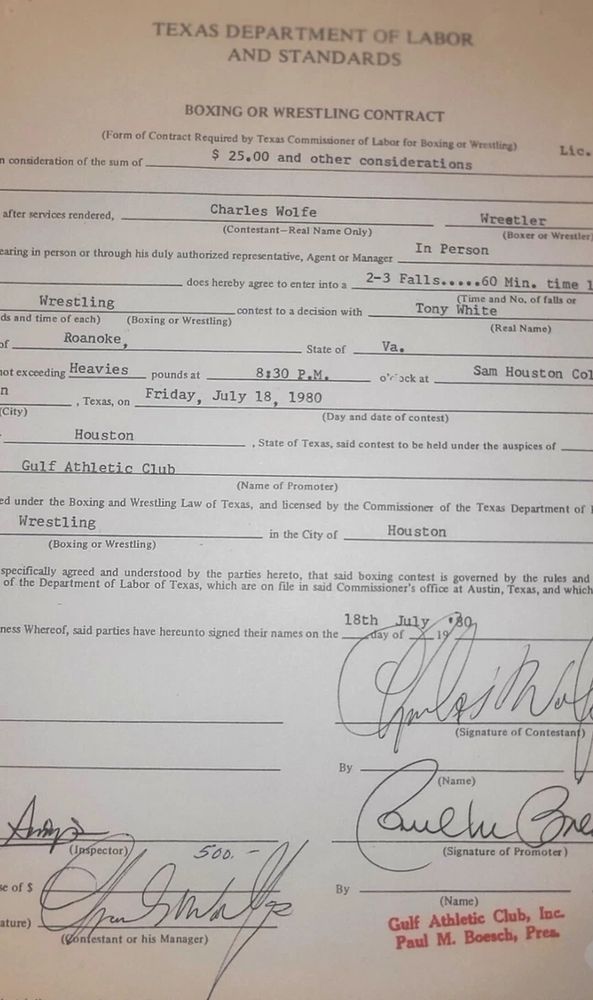 TEXAS DEPARTMENT OF LABOR
AND STANDARDS
BOXING OR WRESTLING CONTRACT
(Form of Contract Required by Texas Commissioner of Labor for Boxing or Wrestling)
Lic.
n consideration of the sum of $ 25.00 and other considerations
after services rendered, Charles Wolfe Wrestler
(Contestant—Real Name Only) (Boxer or Wrestler)
earing in person or through his duly authorized representative, Agent or Manager In Person
does hereby agree to enter into a 2-3 Falls.....60 Min. time l
(Time and No. of falls or
Wrestling contest to a decision with Tony White
ds and time of each) (Boxing or Wrestling) (Real Name)
of Roanoke, State of Va.
not exceeding Heavies pounds at 8:30 P.M. o'clock at Sam Houston Col
n , Texas, on Friday, July 18, 1980
(City) (Day and date of contest)
Houston , State of Texas, said contest to be held under the auspices of
Gulf Athletic Club
(Name of Promoter)
ed under the Boxing and Wrestling Law of Texas, and licensed by the Commissioner of the Texas Department of
Wrestling in the City of Houston
(Boxing or Wrestling)
specifically agreed and understood by the parties hereto, that said boxing contest is governed by the rules and
of the Department of Labor of Texas, which are on file in said Commissioner's office at Austin, Texas, and which
ness Whereof, said parties have hereunto signed their names on the 18th day of July 19 '80
(Signature of Contestant)
By
(Name)
(Inspector) 500.- (Signature of Promoter)
se of $ By
(Name)
ature) (Contestant or his Manager)
Gulf Athletic Club, Inc.
Paul M. Boesch, Pres.